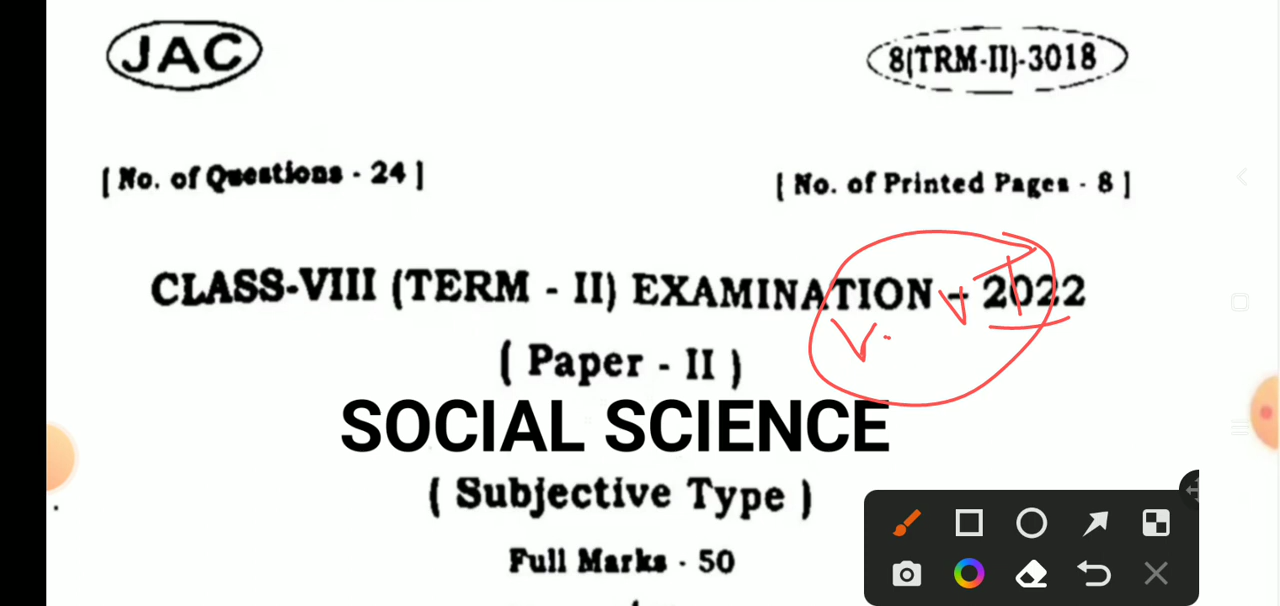 JAC
8(TRM-II)-3018
[ No. of Questions - 24 ]
[ No. of Printed Pages - 8 ]
CLASS-VIII (TERM - II) EXAMINATION - 2022
V. V I
( Paper - II )
SOCIAL SCIENCE
( Subjective Type )
Full Marks - 50